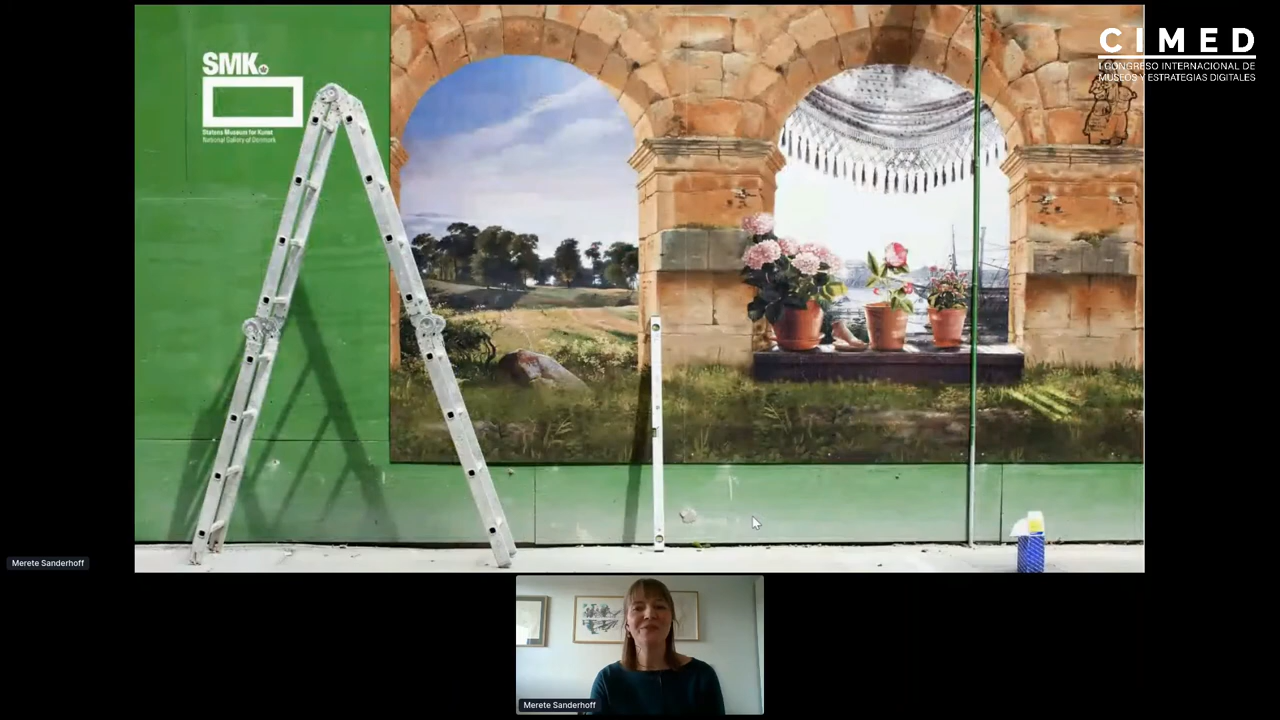 SMK
Statens Museum for Kunst
National Gallery of Denmark
CIMED
I CONGRESO INTERNACIONAL DE
MUSEOS Y ESTRATEGIAS DIGITALES
Merete Sanderhoff
Merete Sanderhoff